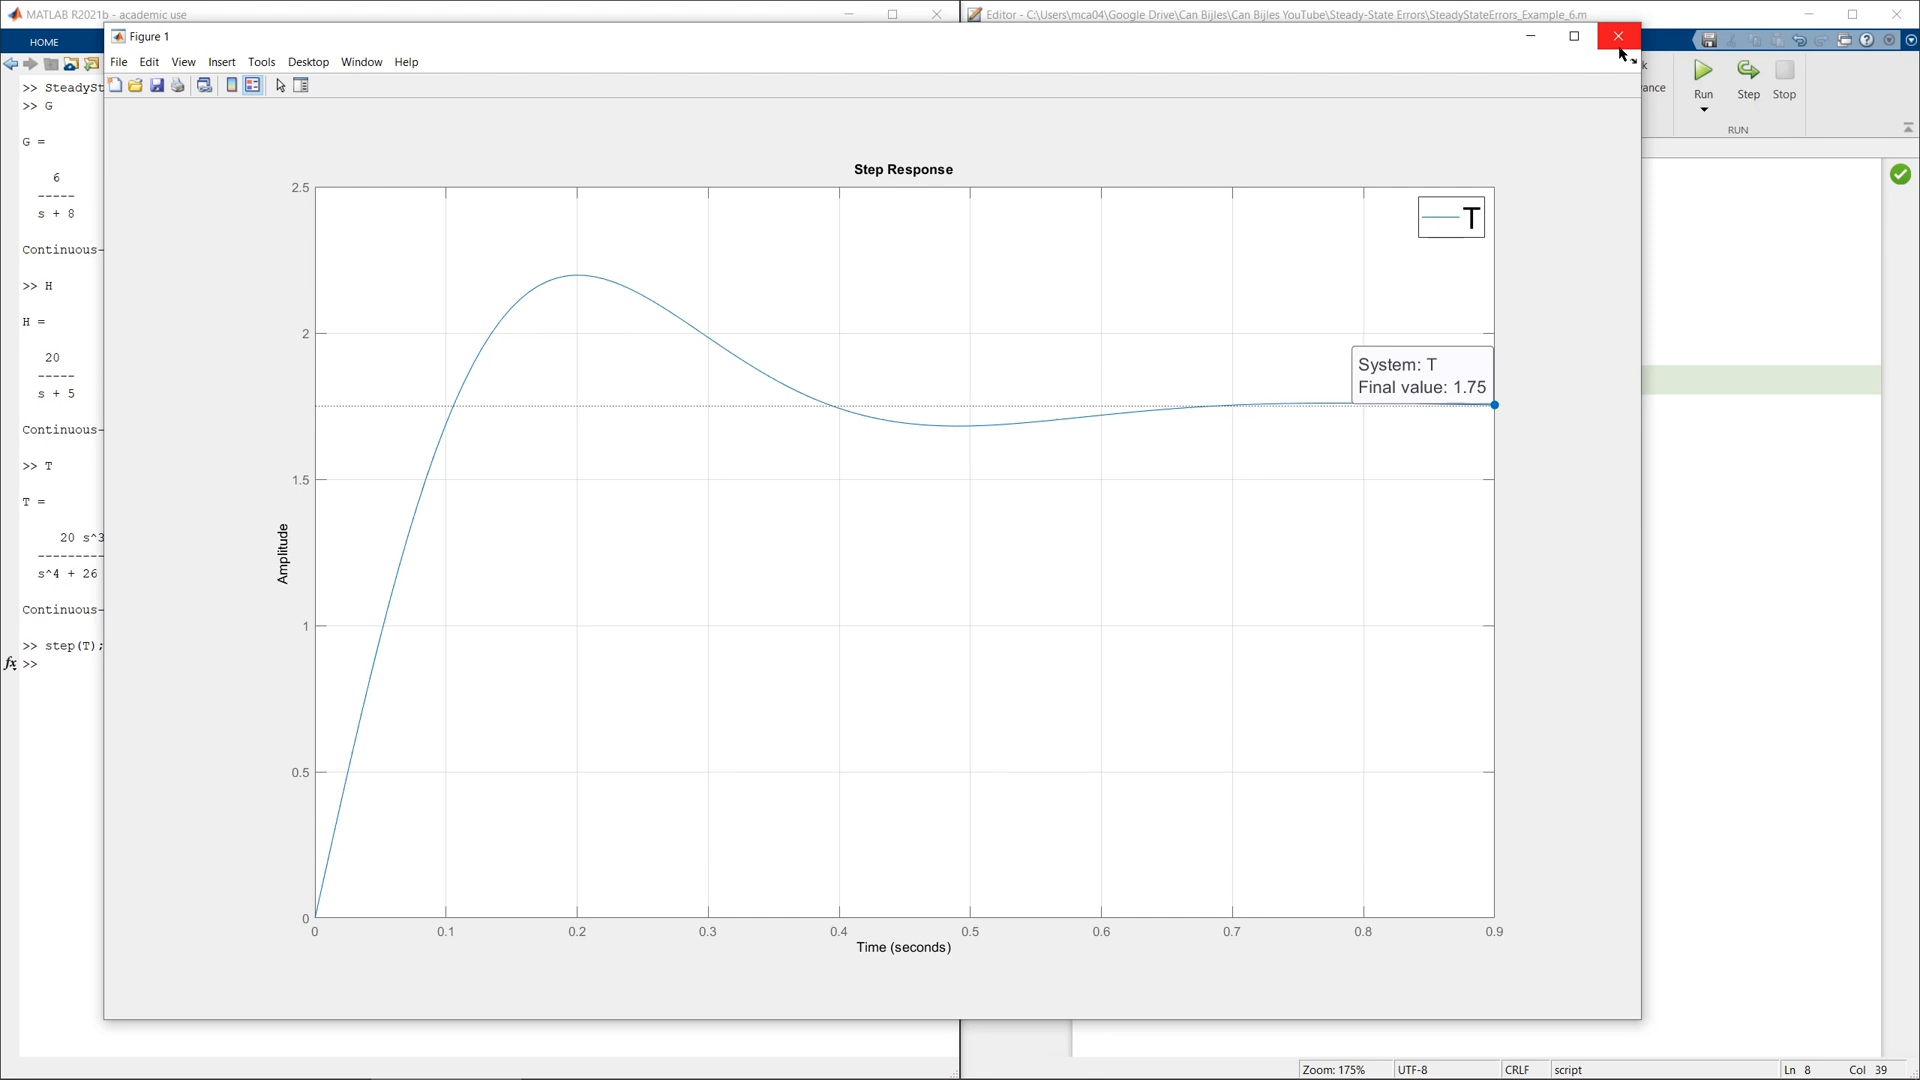 MATLAB R2021b - academic use
Editor - C:\Users\mca04\Google Drive\Can Bijles\Can Bijles YouTube\Steady-State Errors\SteadyStateErrors_Example_6.m
HOME
Figure 1
File Edit View Insert Tools Desktop Window Help
Run
Step
Stop
RUN
>> SteadySt
>> G
G =
6
-----
s + 8
Continuous-
>> H
H =
20
-----
s + 5
Continuous-
>> T
T =
20 s^3
---------
s^4 + 26
Continuous-
>> step(T);
fx >>
Step Response
2.5
2
1.5
1
0.5
0
Amplitude
T
System: T
Final value: 1.75
0 0.1 0.2 0.3 0.4 0.5 0.6 0.7 0.8 0.9
Time (seconds)
Zoom: 175% UTF-8 CRLF script Ln 8 Col 39